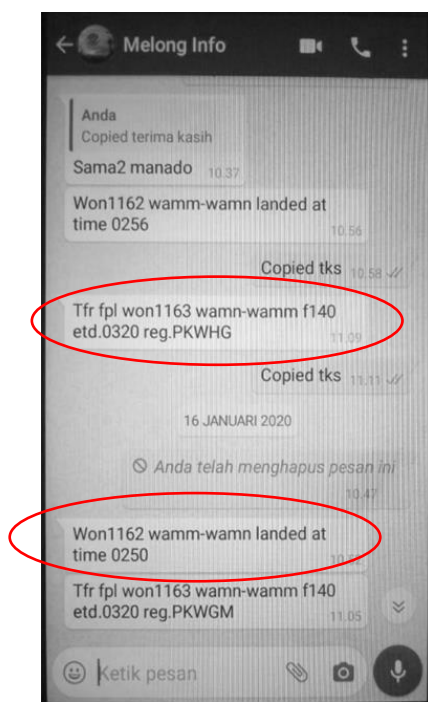 Melong Info
Anda
Copied terima kasih
Sama2 manado 10.37
Won1162 wamm-wamn landed at
time 0256 10.56
Copied tks 10.58
Tfr fpl won1163 wamn-wamm f140
etd.0320 reg.PKWHG 11.09
Copied tks 11.11
16 JANUARI 2020
Anda telah menghapus pesan ini
10.47
Won1162 wamm-wamn landed at
time 0250 10.52
Tfr fpl won1163 wamn-wamm f140
etd.0320 reg.PKWGM 11.05
Ketik pesan